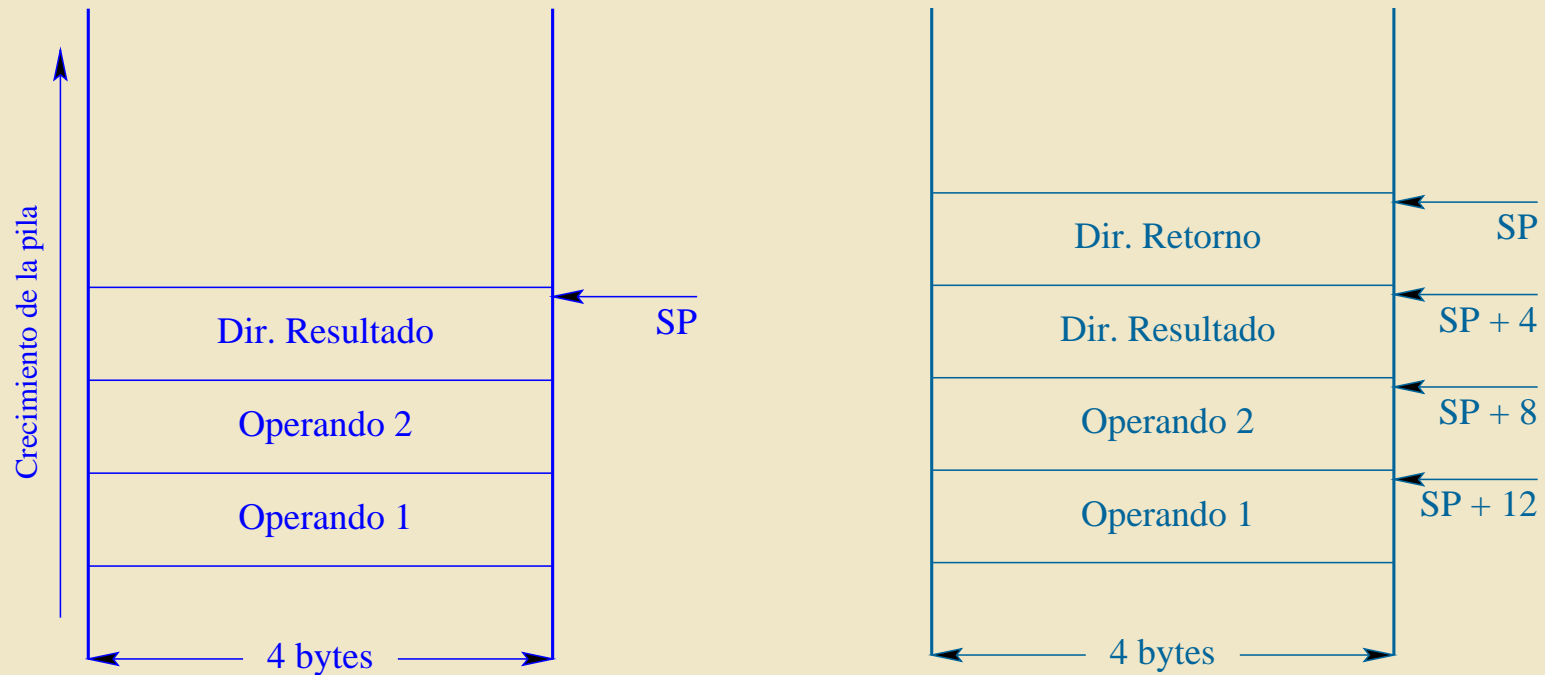 Crecimiento de la pila
SP
Dir. Resultado
Operando 2
Operando 1
4 bytes
Dir. Retorno
SP
Dir. Resultado
SP + 4
Operando 2
SP + 8
Operando 1
SP + 12
4 bytes